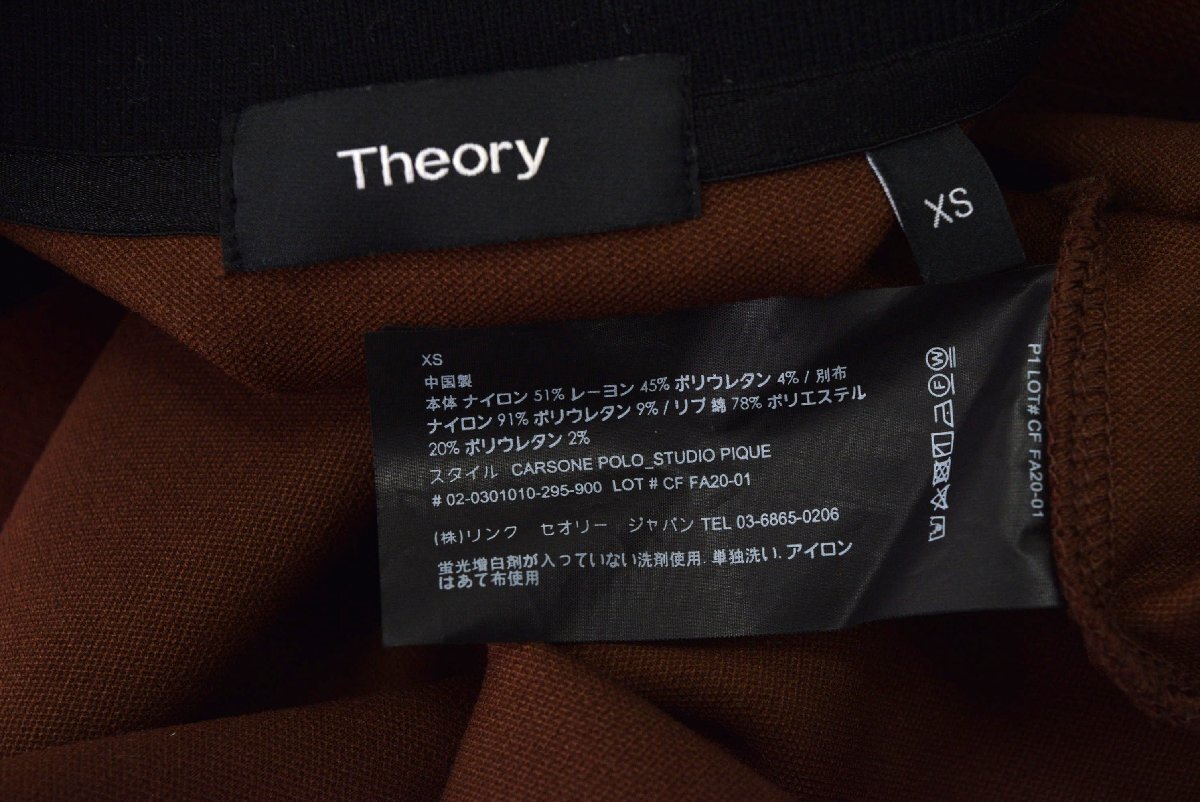 Theory
XS
XS
中国製
本体 ナイロン 51% レーヨン 45% ポリウレタン 4% / 別布
ナイロン 91% ポリウレタン 9% / リブ 綿 78% ポリエステル
20% ポリウレタン 2%
スタイル CARSONE POLO_STUDIO PIQUE
# 02-0301010-295-900 LOT # CF FA20-01
(株)リンク セオリー ジャパン TEL 03-6865-0206
蛍光増白剤が入っていない洗剤使用. 単独洗い. アイロン
はあて布使用
W
F
P1 LOT# CF FA20-01